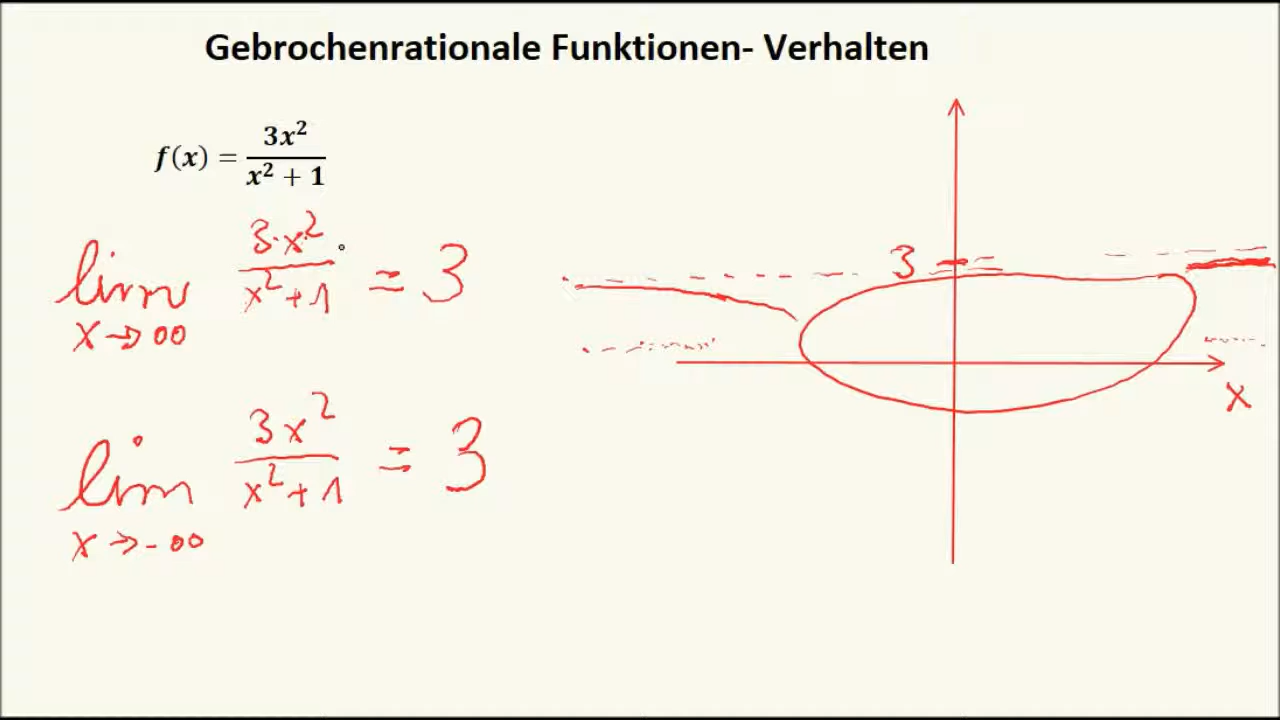 Gebrochenrationale Funktionen- Verhalten
f(x) = 3x² / (x² + 1)
lim x→∞ 3·x² / (x² + 1) = 3
lim x→-∞ 3x² / (x² + 1) = 3
3
x